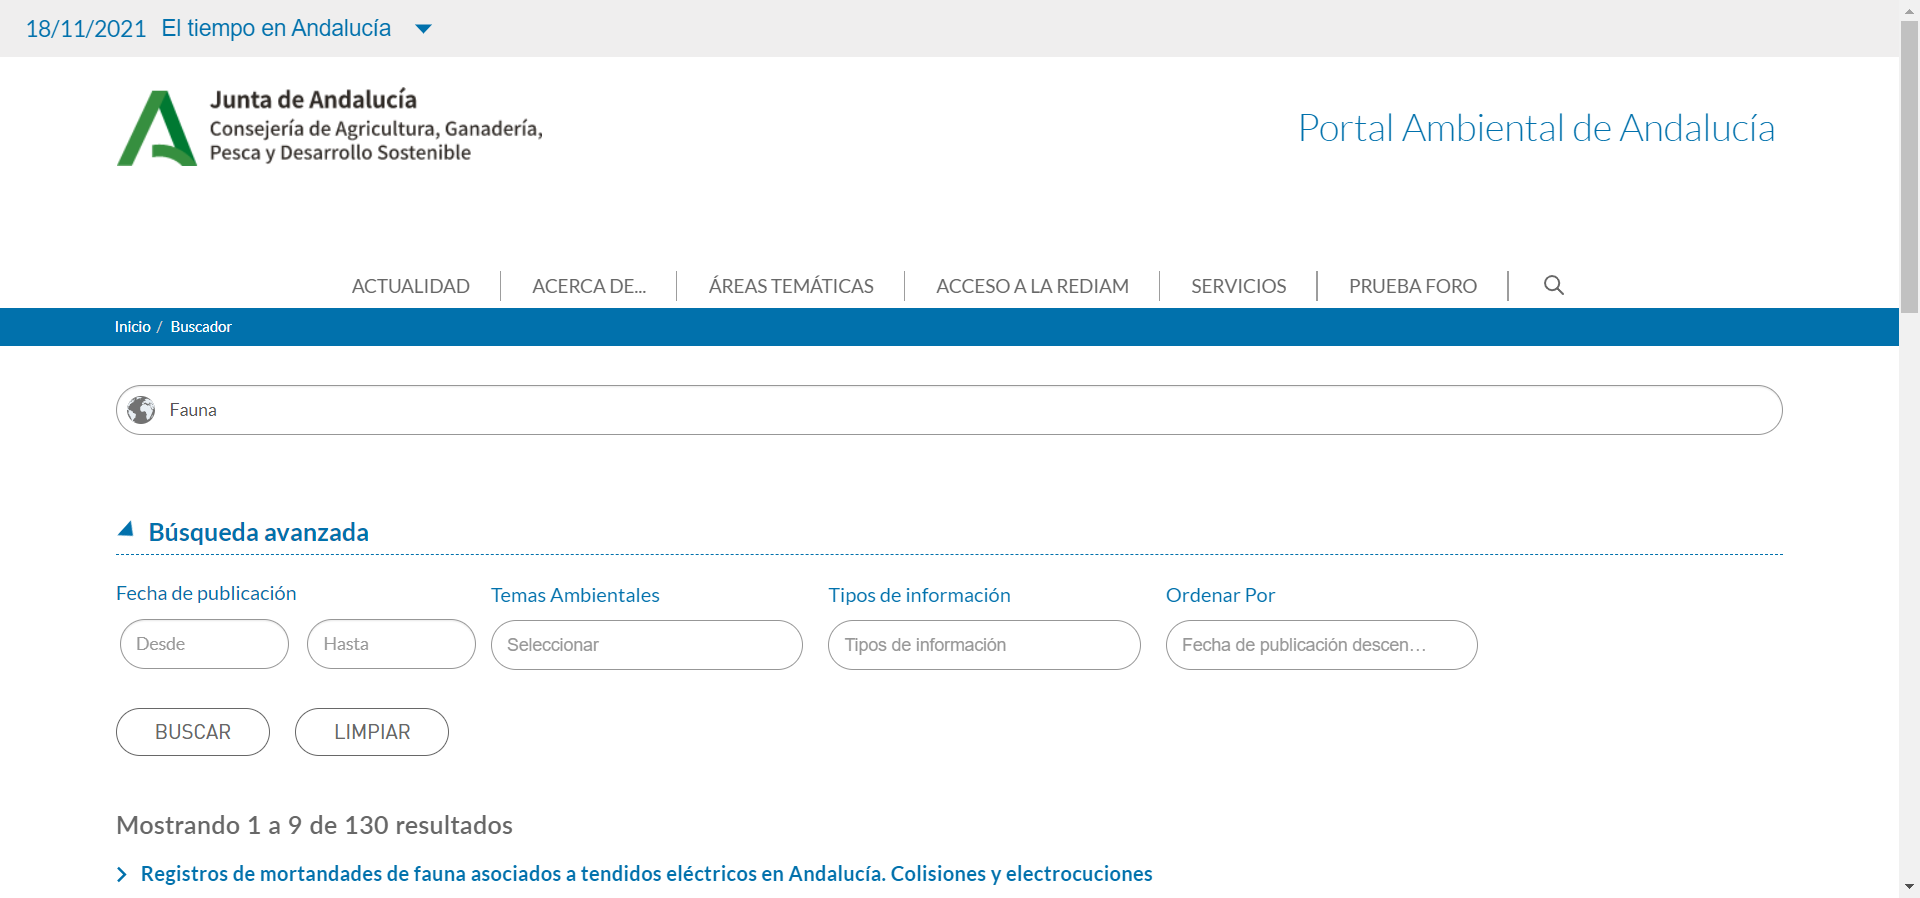 18/11/2021 El tiempo en Andalucía
Junta de Andalucía
Consejería de Agricultura, Ganadería,
Pesca y Desarrollo Sostenible
Portal Ambiental de Andalucía
ACTUALIDAD ACERCA DE... ÁREAS TEMÁTICAS ACCESO A LA REDIAM SERVICIOS PRUEBA FORO
Inicio / Buscador
Fauna
Búsqueda avanzada
Fecha de publicación Temas Ambientales Tipos de información Ordenar Por
Desde Hasta Seleccionar Tipos de información Fecha de publicación descen...
BUSCAR LIMPIAR
Mostrando 1 a 9 de 130 resultados
Registros de mortandades de fauna asociados a tendidos eléctricos en Andalucía. Colisiones y electrocuciones